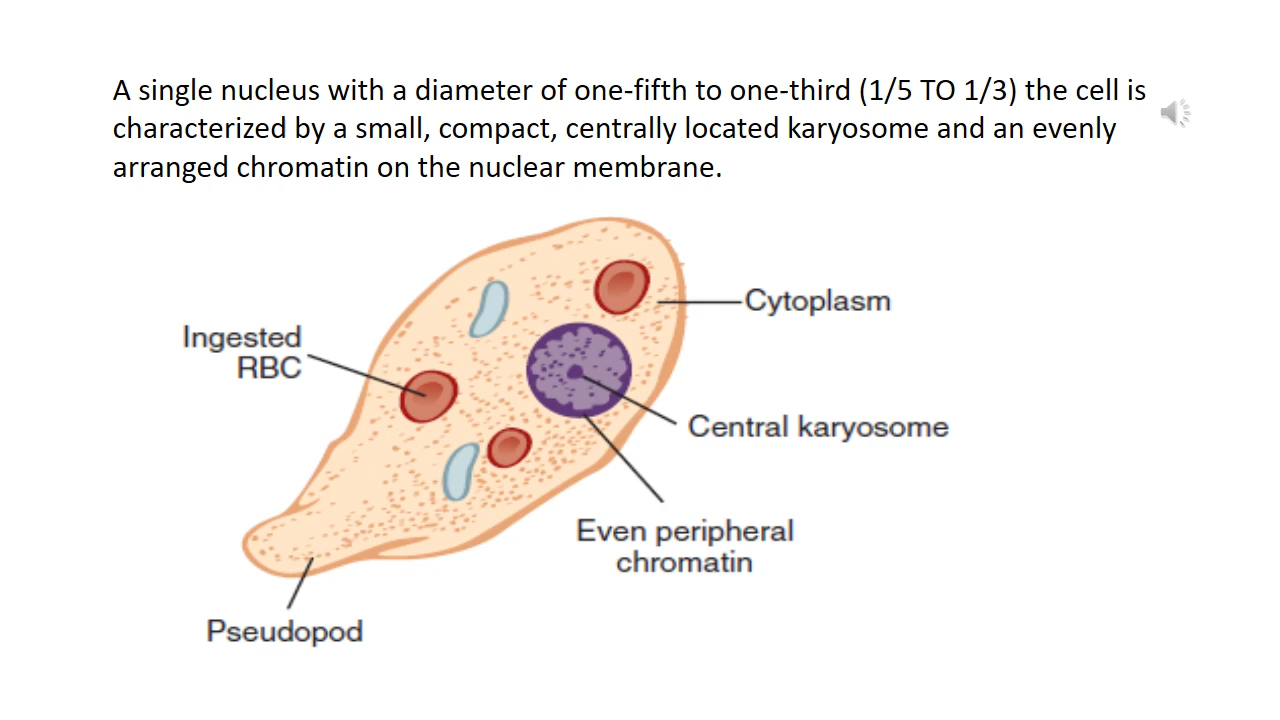 A single nucleus with a diameter of one-fifth to one-third (1/5 TO 1/3) the cell is
characterized by a small, compact, centrally located karyosome and an evenly
arranged chromatin on the nuclear membrane.
Cytoplasm
Ingested
RBC
Central karyosome
Even peripheral
chromatin
Pseudopod